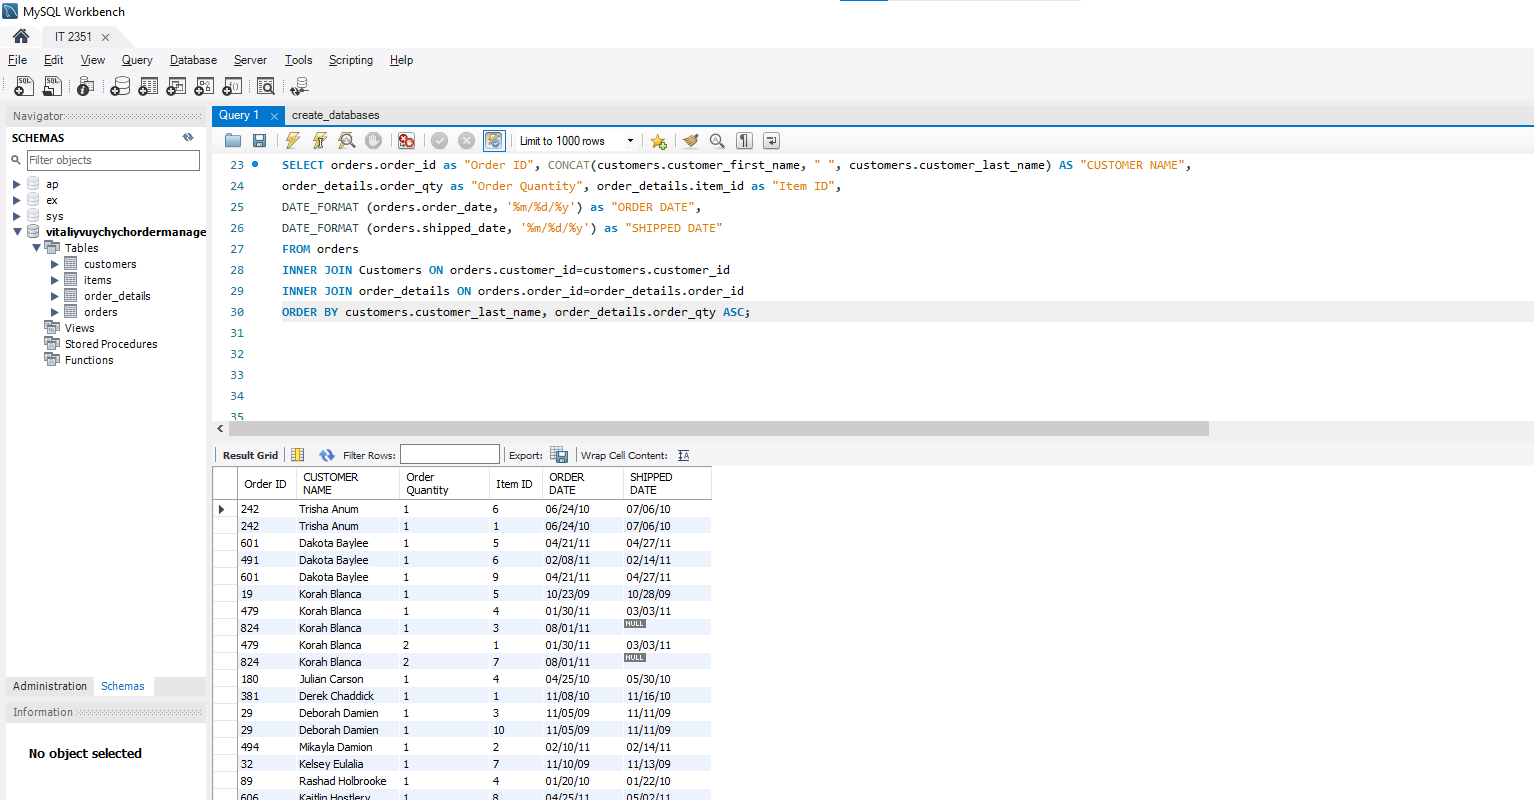 MySQL Workbench
IT 2351
File Edit View Query Database Server Tools Scripting Help
Navigator
SCHEMAS
Filter objects
ap
ex
sys
vitaliyvuychychordermanage
Tables
customers
items
order_details
orders
Views
Stored Procedures
Functions
Administration Schemas
Information
No object selected
Query 1 create_databases
Limit to 1000 rows
23 SELECT orders.order_id as "Order ID", CONCAT(customers.customer_first_name, " ", customers.customer_last_name) AS "CUSTOMER NAME",
24 order_details.order_qty as "Order Quantity", order_details.item_id as "Item ID",
25 DATE_FORMAT (orders.order_date, '%m/%d/%y') as "ORDER DATE",
26 DATE_FORMAT (orders.shipped_date, '%m/%d/%y') as "SHIPPED DATE"
27 FROM orders
28 INNER JOIN Customers ON orders.customer_id=customers.customer_id
29 INNER JOIN order_details ON orders.order_id=order_details.order_id
30 ORDER BY customers.customer_last_name, order_details.order_qty ASC;
31
32
33
34
35
Result Grid Filter Rows: Export: Wrap Cell Content:
Order ID CUSTOMER NAME Order Quantity Item ID ORDER DATE SHIPPED DATE
242 Trisha Anum 1 6 06/24/10 07/06/10
242 Trisha Anum 1 1 06/24/10 07/06/10
601 Dakota Baylee 1 5 04/21/11 04/27/11
491 Dakota Baylee 1 6 02/08/11 02/14/11
601 Dakota Baylee 1 9 04/21/11 04/27/11
19 Korah Blanca 1 5 10/23/09 10/28/09
479 Korah Blanca 1 4 01/30/11 03/03/11
824 Korah Blanca 1 3 08/01/11 NULL
479 Korah Blanca 2 1 01/30/11 03/03/11
824 Korah Blanca 2 7 08/01/11 NULL
180 Julian Carson 1 4 04/25/10 05/30/10
381 Derek Chaddick 1 1 11/08/10 11/16/10
29 Deborah Damien 1 3 11/05/09 11/11/09
29 Deborah Damien 1 10 11/05/09 11/11/09
494 Mikayla Damion 1 2 02/10/11 02/14/11
32 Kelsey Eulalia 1 7 11/10/09 11/13/09
89 Rashad Holbrooke 1 4 01/20/10 01/22/10
606 Kaitlin Hostlery 1 8 04/25/11 05/02/11